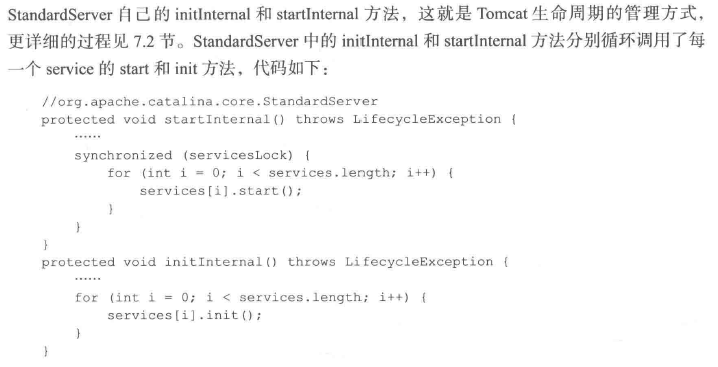 StandardServer 自己的 initInternal 和 startInternal 方法，这就是 Tomcat 生命周期的管理方式，
更详细的过程见 7.2 节。StandardServer 中的 initInternal 和 startInternal 方法分别循环调用了每
一个 service 的 start 和 init 方法，代码如下：
//org.apache.catalina.core.StandardServer
protected void startInternal() throws LifecycleException {
……
synchronized (servicesLock) {
for (int i = 0; i < services.length; i++) {
services[i].start();
}
}
}
protected void initInternal() throws LifecycleException {
……
for (int i = 0; i < services.length; i++) {
services[i].init();
}
}